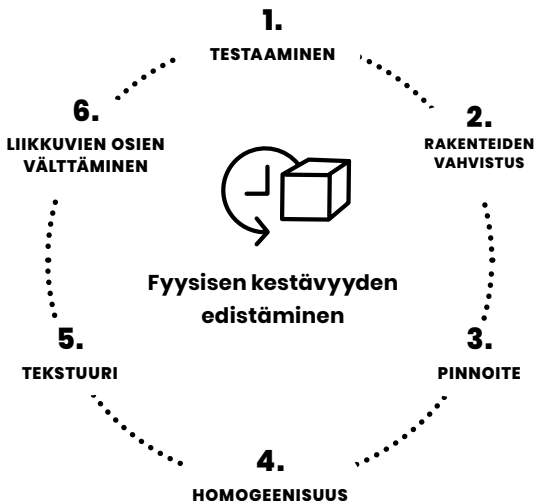 1.
TESTAAMINEN
2.
RAKENTEIDEN
VAHVISTUS
3.
PINNOITE
4.
HOMOGEENISUUS
5.
TEKSTUURI
6.
LIIKKUVIEN OSIEN
VÄLTTÄMINEN
Fyysisen kestävyyden
edistäminen